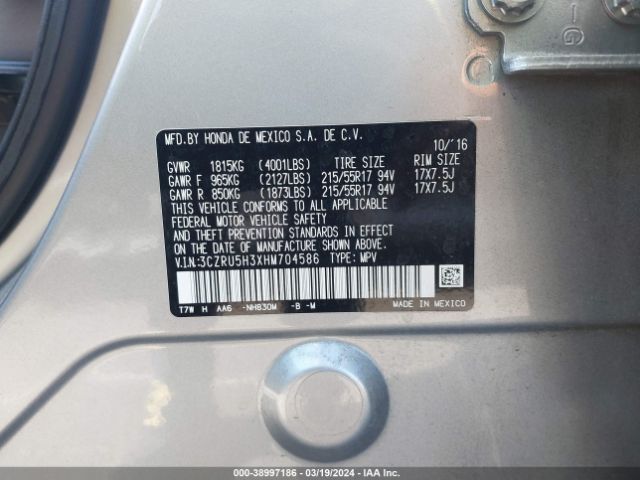 G
MFD.BY HONDA DE MEXICO S.A. DE C.V.
10/'16
GVWR 1815KG (4001LBS) TIRE SIZE RIM SIZE
GAWR F 965KG (2127LBS) 215/55R17 94V 17X7.5J
GAWR R 850KG (1873LBS) 215/55R17 94V 17X7.5J
THIS VEHICLE CONFORMS TO ALL APPLICABLE
FEDERAL MOTOR VEHICLE SAFETY
AND THEFT PREVENTION STANDARDS IN EFFECT
ON THE DATE OF MANUFACTURE SHOWN ABOVE.
V.I.N:3CZRU5H3XHM704586 TYPE: MPV
T7W H AA6 -NH830M -B -M MADE IN MEXICO
000-38997186 - 03/19/2024 - IAA Inc.